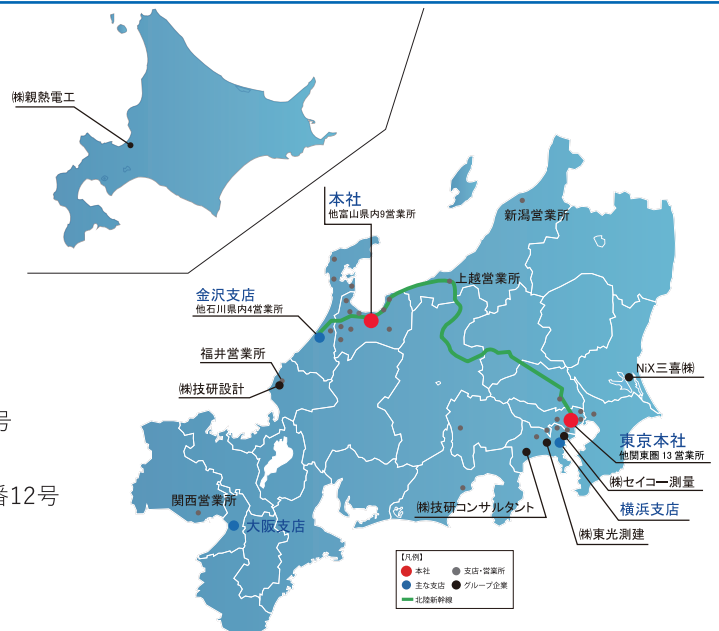 ㈱親熱電工
本社
他富山県内9営業所
新潟営業所
上越営業所
金沢支店
他石川県内4営業所
福井営業所
㈱技研設計
NiX三喜㈱
号
東京本社
他関東圏13営業所
㈱セイコー測量
番12号
関西営業所
㈱技研コンサルタント
横浜支店
大阪支店
㈱東光測建
【凡例】
本社
支店・営業所
主な支店
グループ企業
北陸新幹線